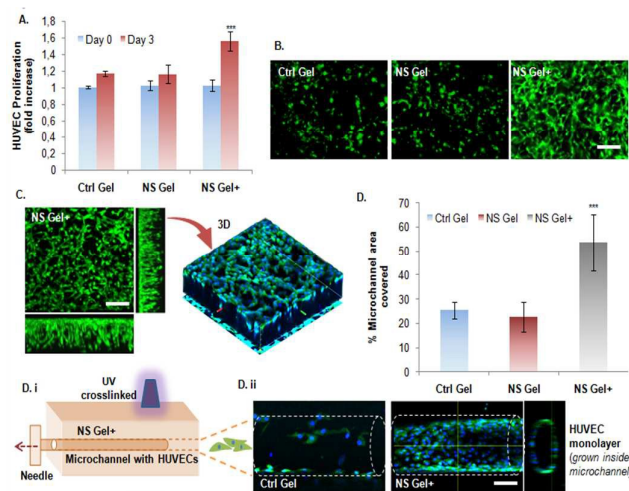 A.
1,8
1,6
1,4
1,2
1
0,8
0,6
0,4
0,2
0
HUVEC Proliferation
(fold increase)
Day 0
Day 3
***
Ctrl Gel
NS Gel
NS Gel+
B.
Ctrl Gel
NS Gel
NS Gel+
C.
NS Gel+
3D
D.
70
60
50
40
30
20
10
0
% Microchannel area
covered
Ctrl Gel
NS Gel
NS Gel+
***
Ctrl Gel
NS Gel
NS Gel+
D. i
UV
crosslinked
NS Gel+
Microchannel with HUVECs
Needle
D. ii
Ctrl Gel
NS Gel+
HUVEC
monolayer
(grown inside
microchannel)